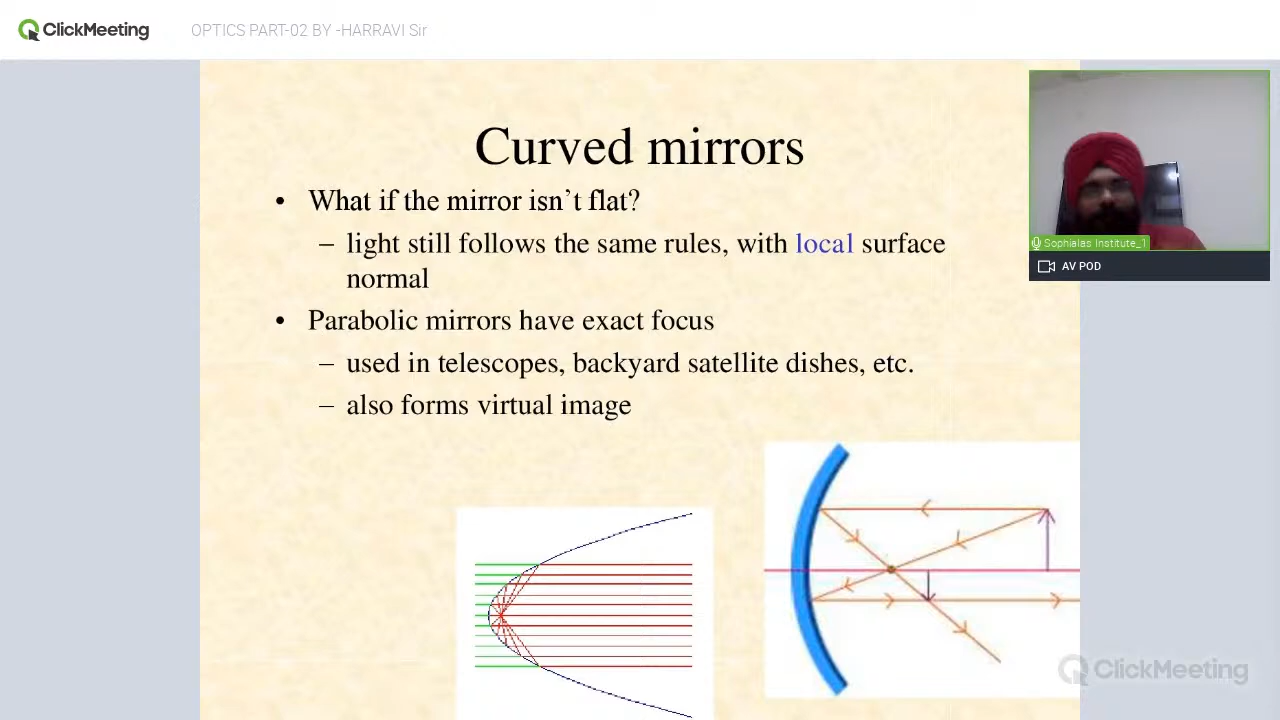 ClickMeeting
OPTICS PART-02 BY -HARRAVI Sir
Curved mirrors
• What if the mirror isn't flat?
– light still follows the same rules, with local surface
normal
• Parabolic mirrors have exact focus
– used in telescopes, backyard satellite dishes, etc.
– also forms virtual image
Sophialas Institute_1
AV POD
ClickMeeting